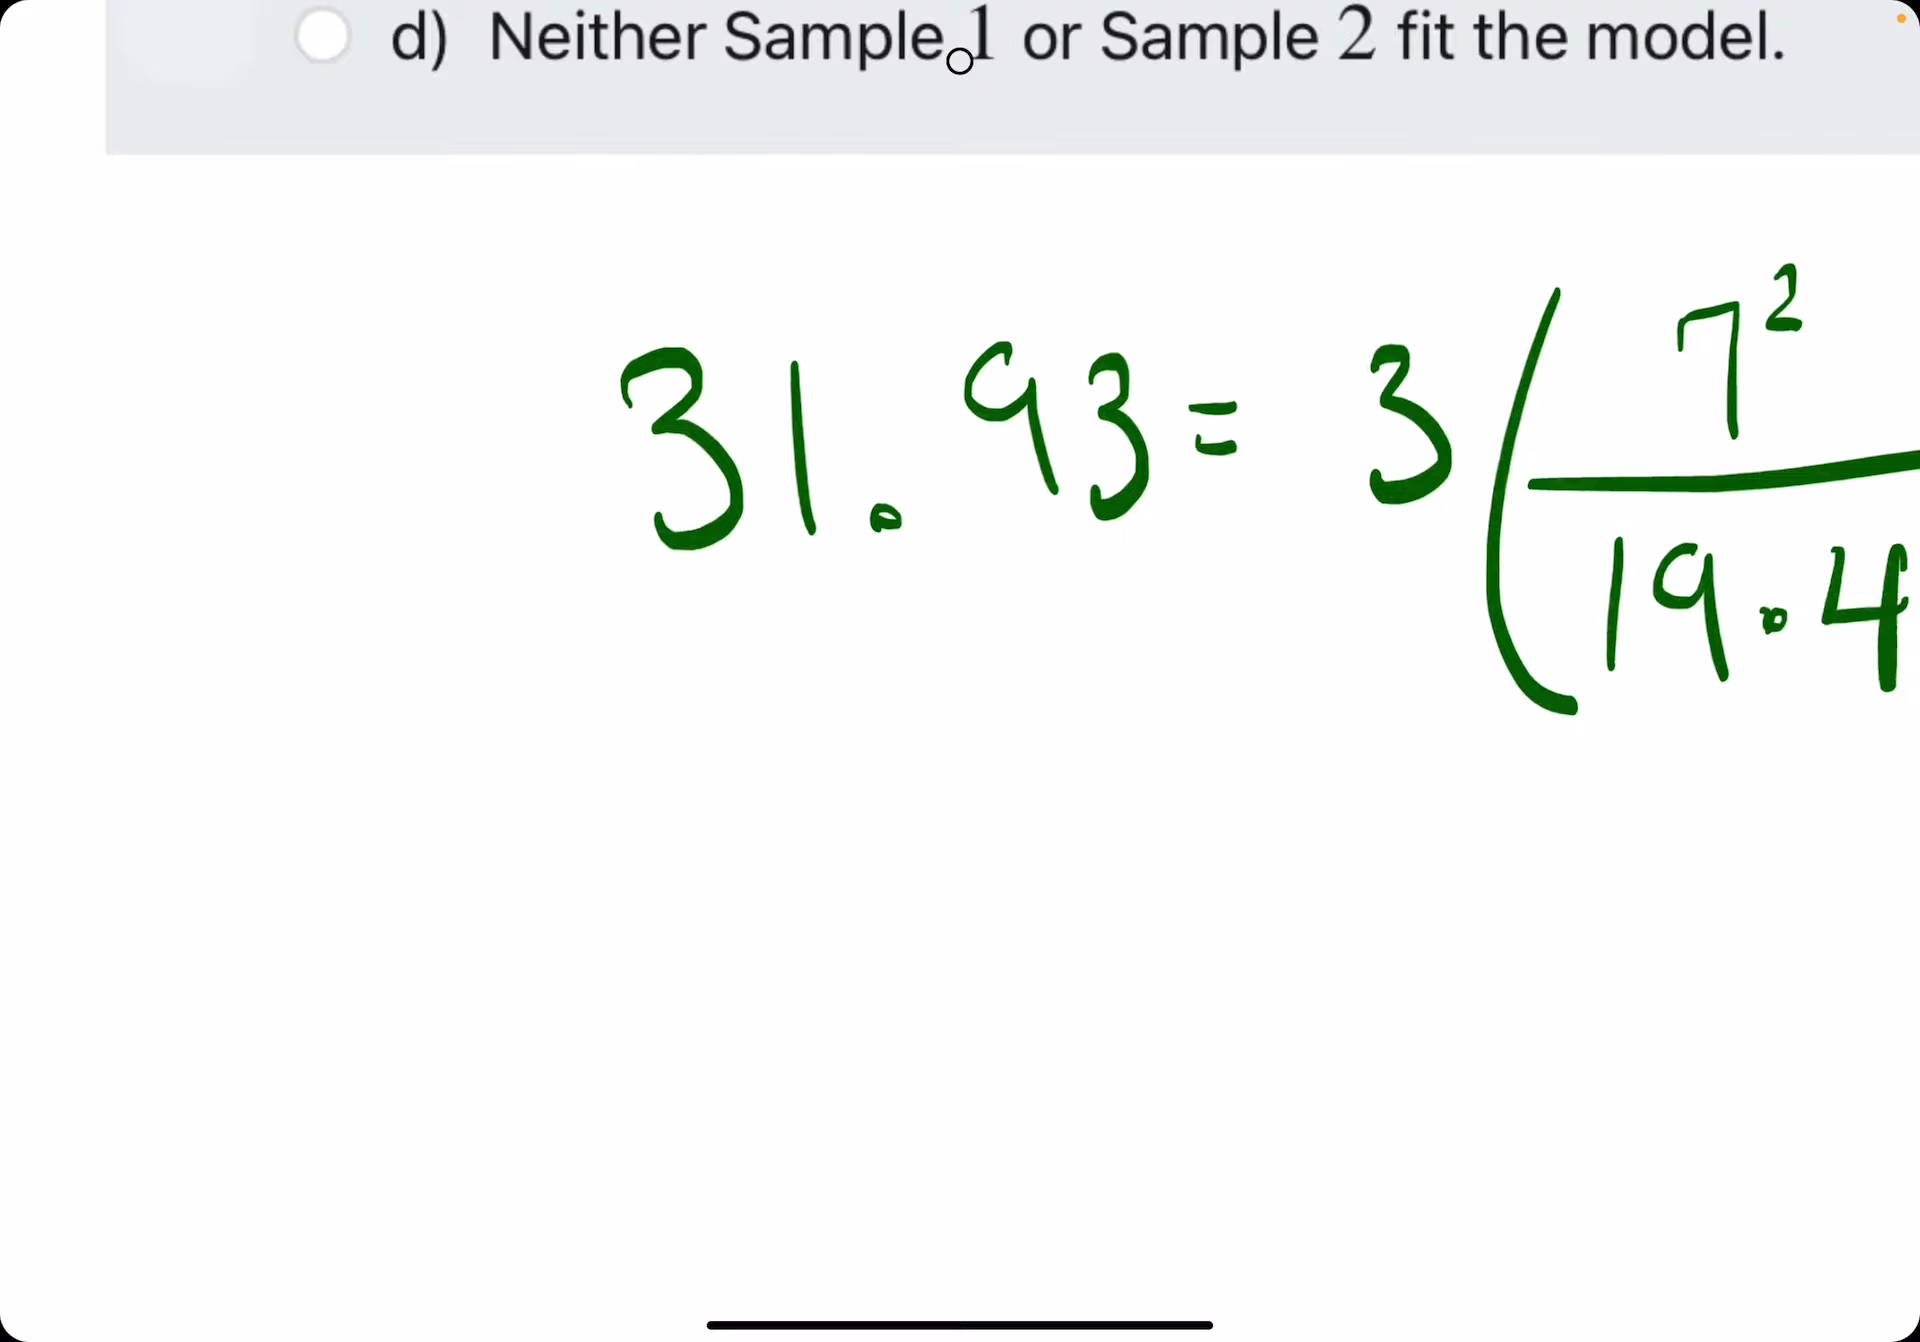 d) Neither Sample 1 or Sample 2 fit the model.
31.93 = 3 ( 7²
19.4